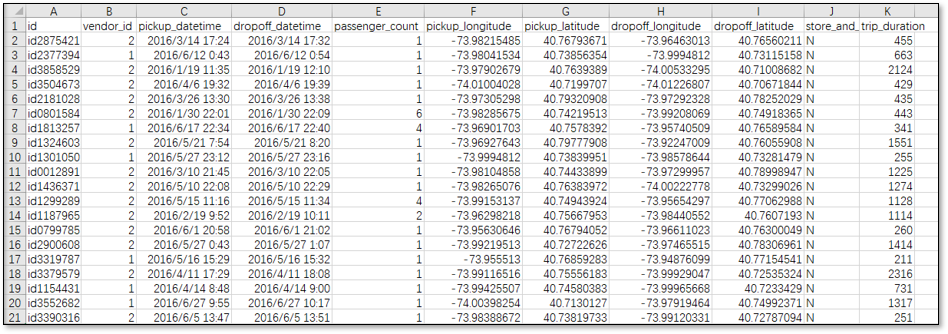 A B C D E F G H I J K
1 id vendor_id pickup_datetime dropoff_datetime passenger_count pickup_longitude pickup_latitude dropoff_longitude dropoff_latitude store_and_ trip_duration
2 id2875421 2 2016/3/14 17:24 2016/3/14 17:32 1 -73.98215485 40.76793671 -73.96463013 40.76560211 N 455
3 id2377394 1 2016/6/12 0:43 2016/6/12 0:54 1 -73.98041534 40.73856354 -73.9994812 40.73115158 N 663
4 id3858529 2 2016/1/19 11:35 2016/1/19 12:10 1 -73.97902679 40.7639389 -74.00533295 40.71008682 N 2124
5 id3504673 2 2016/4/6 19:32 2016/4/6 19:39 1 -74.01004028 40.7199707 -74.01226807 40.70671844 N 429
6 id2181028 2 2016/3/26 13:30 2016/3/26 13:38 1 -73.97305298 40.79320908 -73.97292328 40.78252029 N 435
7 id0801584 2 2016/1/30 22:01 2016/1/30 22:09 6 -73.98285675 40.74219513 -73.99208069 40.74918365 N 443
8 id1813257 1 2016/6/17 22:34 2016/6/17 22:40 4 -73.96901703 40.7578392 -73.95740509 40.76589584 N 341
9 id1324603 2 2016/5/21 7:54 2016/5/21 8:20 1 -73.96927643 40.79777908 -73.92247009 40.76055908 N 1551
10 id1301050 1 2016/5/27 23:12 2016/5/27 23:16 1 -73.9994812 40.73839951 -73.98578644 40.73281479 N 255
11 id0012891 2 2016/3/10 21:45 2016/3/10 22:05 1 -73.98104858 40.74433899 -73.97299957 40.78998947 N 1225
12 id1436371 2 2016/5/10 22:08 2016/5/10 22:29 1 -73.98265076 40.76383972 -74.00222778 40.73299026 N 1274
13 id1299289 2 2016/5/15 11:16 2016/5/15 11:34 4 -73.99153137 40.74943924 -73.95654297 40.77062988 N 1128
14 id1187965 2 2016/2/19 9:52 2016/2/19 10:11 2 -73.96298218 40.75667953 -73.98440552 40.7607193 N 1114
15 id0799785 2 2016/6/1 20:58 2016/6/1 21:02 1 -73.95630646 40.76794052 -73.96611023 40.76300049 N 260
16 id2900608 2 2016/5/27 0:43 2016/5/27 1:07 1 -73.99219513 40.72722626 -73.97465515 40.78306961 N 1414
17 id3319787 1 2016/5/16 15:29 2016/5/16 15:32 1 -73.955513 40.76859283 -73.94876099 40.77154541 N 211
18 id3379579 2 2016/4/11 17:29 2016/4/11 18:08 1 -73.99116516 40.75556183 -73.99929047 40.72535324 N 2316
19 id1154431 1 2016/4/14 8:48 2016/4/14 9:00 1 -73.99425507 40.74580383 -73.99965668 40.7233429 N 731
20 id3552682 1 2016/6/27 9:55 2016/6/27 10:17 1 -74.00398254 40.7130127 -73.97919464 40.74992371 N 1317
21 id3390316 2 2016/6/5 13:47 2016/6/5 13:51 1 -73.98388672 40.73819733 -73.99120331 40.72787094 N 251